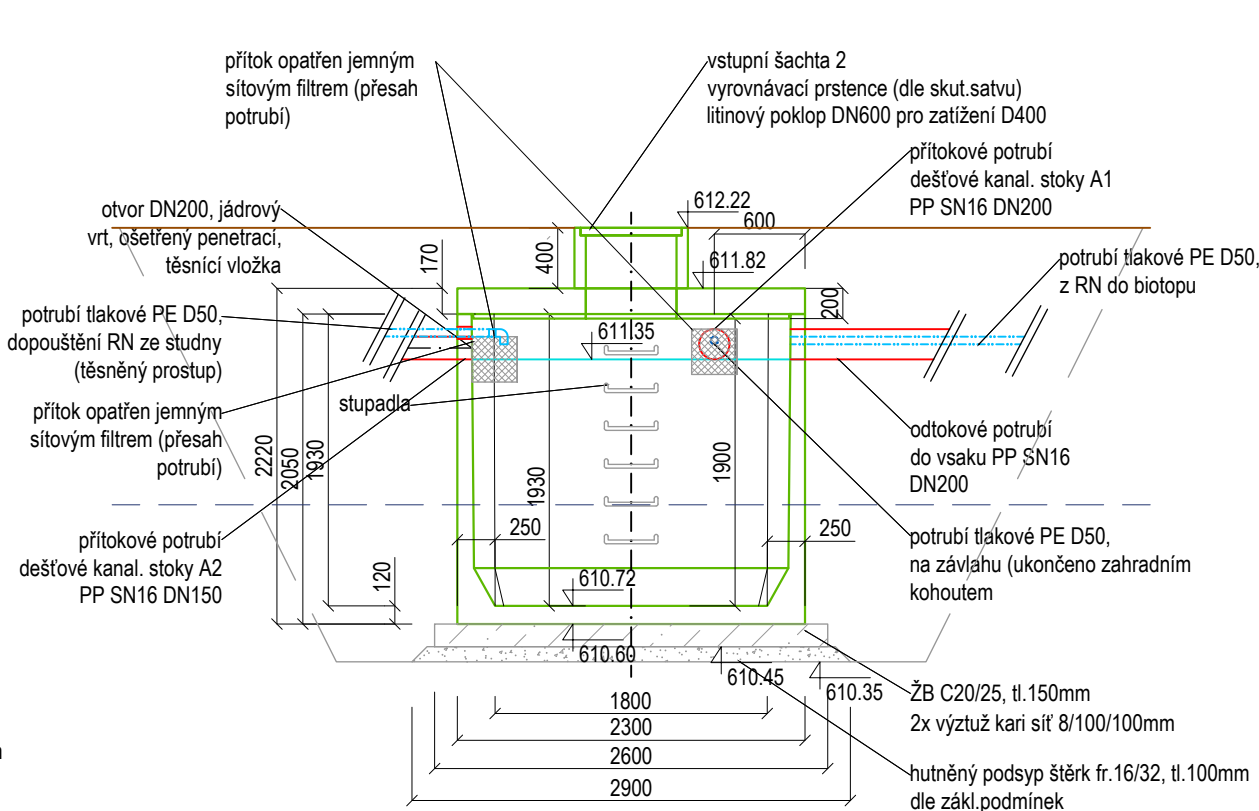 přítok opatřen jemným
sítovým filtrem (přesah
potrubí)
vstupní šachta 2
vyrovnávací prstence (dle skut.satvu)
litinový poklop DN600 pro zatížení D400
přítokové potrubí
dešťové kanal. stoky A1
PP SN16 DN200
otvor DN200, jádrový
vrt, ošetřený penetrací,
těsnící vložka
612.22
600
611.82
170
400
200
potrubí tlakové PE D50,
z RN do biotopu
potrubí tlakové PE D50,
dopouštění RN ze studny
(těsněný prostup)
611.35
stupadla
přítok opatřen jemným
sítovým filtrem (přesah
potrubí)
odtokové potrubí
do vsaku PP SN16
DN200
2220
2050
1930
1930
1900
250
250
přítokové potrubí
dešťové kanal. stoky A2
PP SN16 DN150
potrubí tlakové PE D50,
na závlahu (ukončeno zahradním
kohoutem
120
610.72
610.60
610.45
610.35
ŽB C20/25, tl.150mm
2x výztuž kari síť 8/100/100mm
1800
2300
2600
2900
hutněný podsyp štěrk fr.16/32, tl.100mm
dle zákl.podmínek